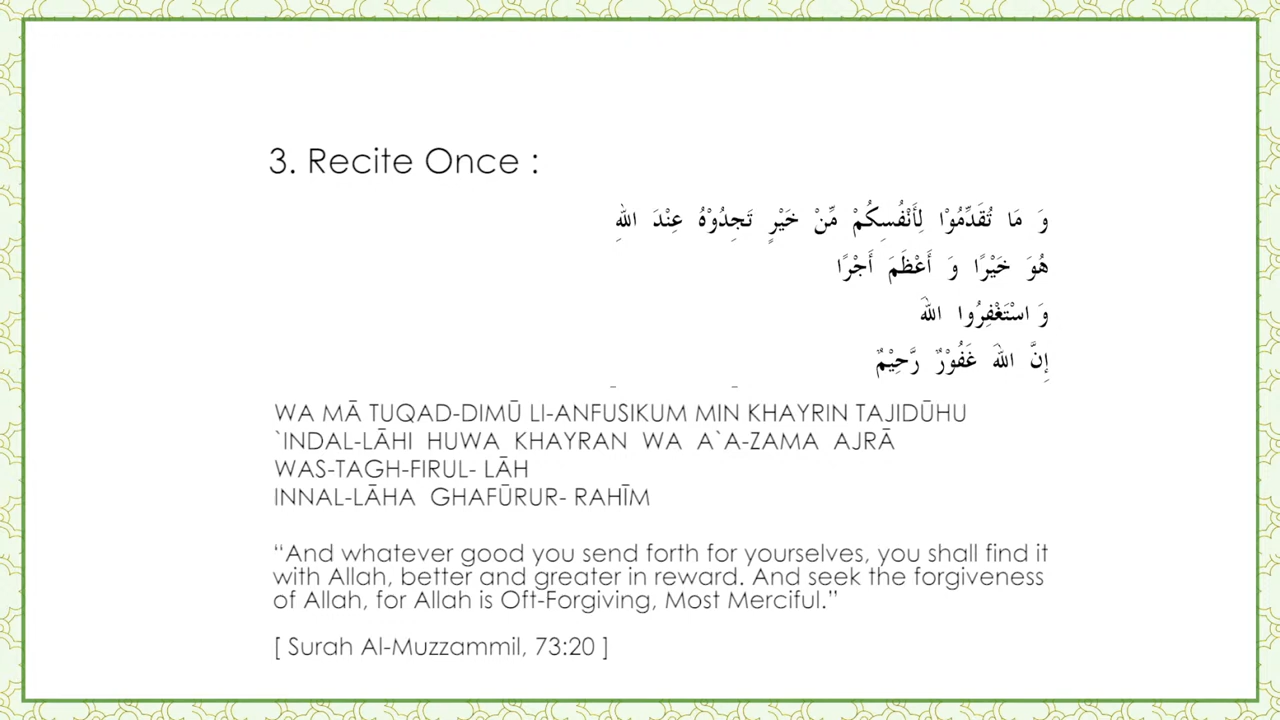 3. Recite Once :
وَ مَا تُقَدِّمُوْا لِأَنْفُسِكُمْ مِّنْ خَيْرٍ تَجِدُوْهُ عِنْدَ اللهِ
هُوَ خَيْرًا وَ أَعْظَمَ أَجْرًا
وَ اسْتَغْفِرُوا اللهَ
إِنَّ اللهَ غَفُوْرٌ رَّحِيْمٌ
WA MĀ TUQAD-DIMŪ LI-ANFUSIKUM MIN KHAYRIN TAJIDŪHU
`INDAL-LĀHI HUWA KHAYRAN WA A`A-ZAMA AJRĀ
WAS-TAGH-FIRUL- LĀH
INNAL-LĀHA GHAFŪRUR- RAHĪM
“And whatever good you send forth for yourselves, you shall find it
with Allah, better and greater in reward. And seek the forgiveness
of Allah, for Allah is Oft-Forgiving, Most Merciful.”
[ Surah Al-Muzzammil, 73:20 ]